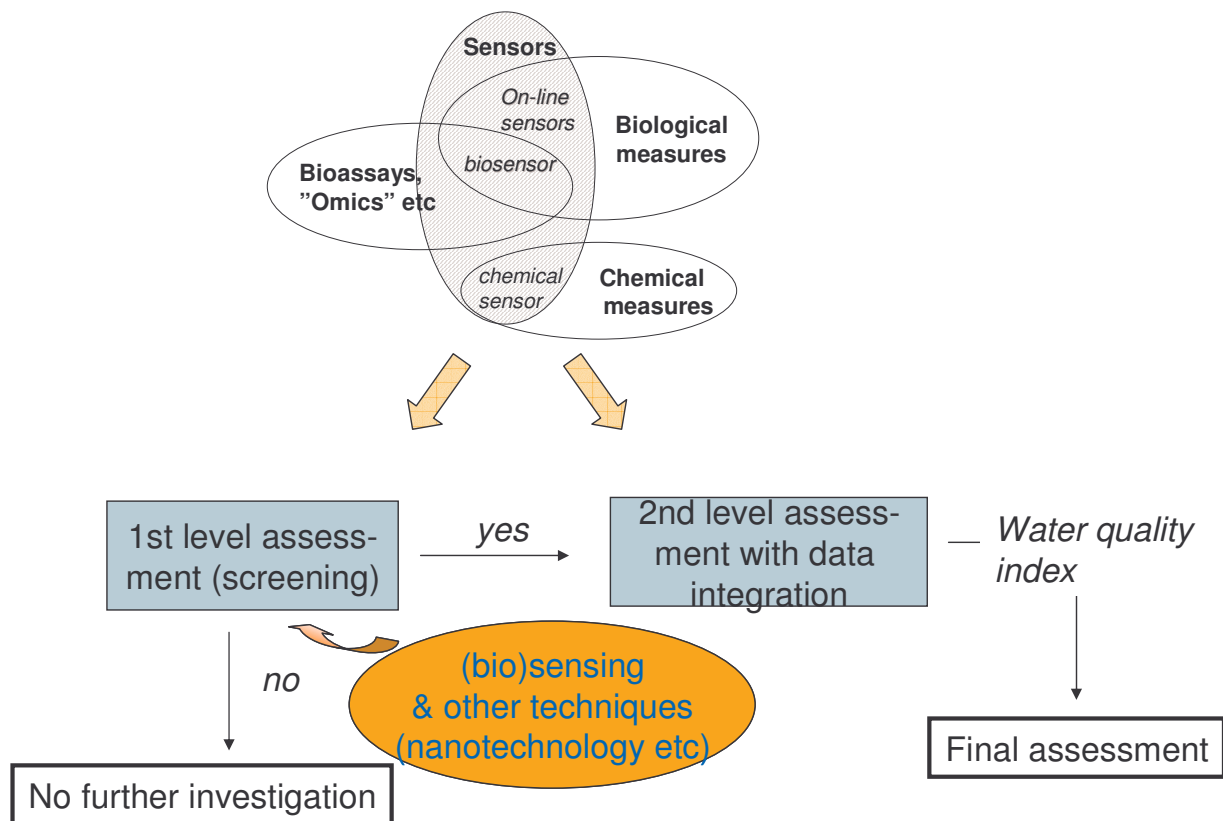 Sensors
On-line
sensors
Biological
measures
biosensor
Bioassays,
”Omics” etc
chemical
sensor
Chemical
measures
1st level assess-
ment (screening)
yes
2nd level assess-
ment with data
integration
Water quality
index
no
(bio)sensing
& other techniques
(nanotechnology etc)
No further investigation
Final assessment